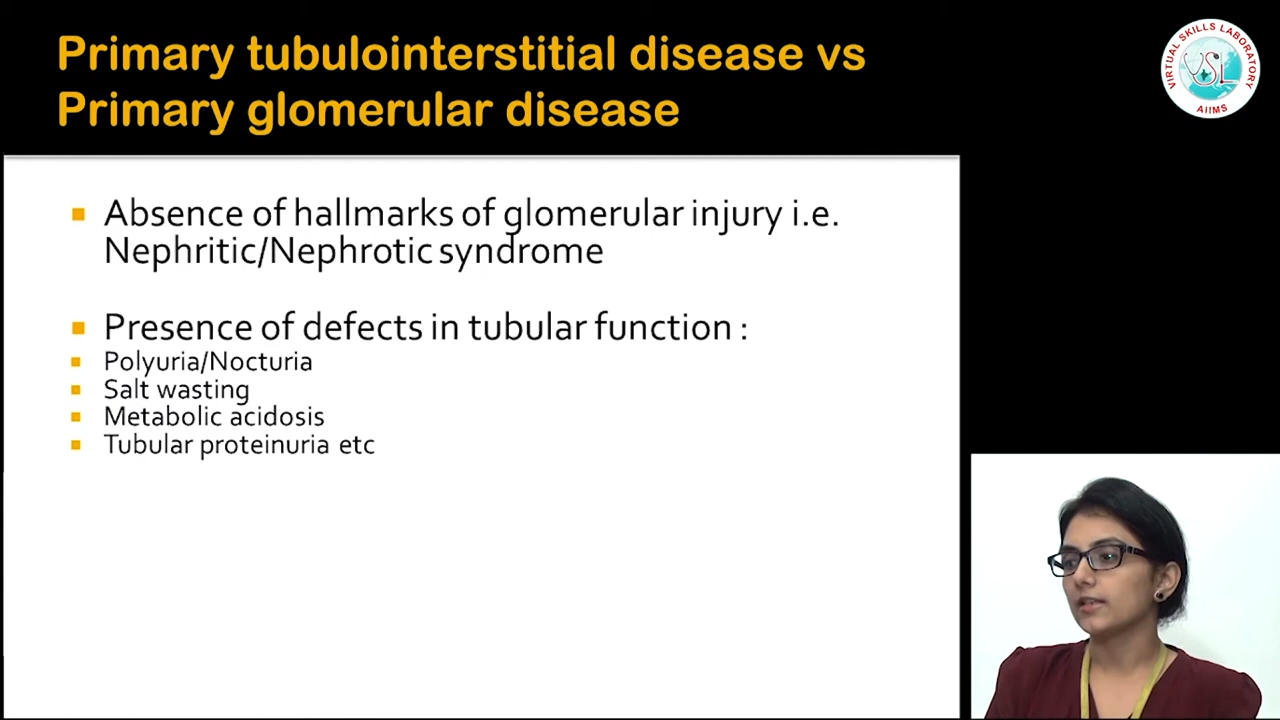 Primary tubulointerstitial disease vs
Primary glomerular disease
VIRTUAL SKILLS LABORATORY
VSL
AIIMS
Absence of hallmarks of glomerular injury i.e.
Nephritic/Nephrotic syndrome
Presence of defects in tubular function :
Polyuria/Nocturia
Salt wasting
Metabolic acidosis
Tubular proteinuria etc